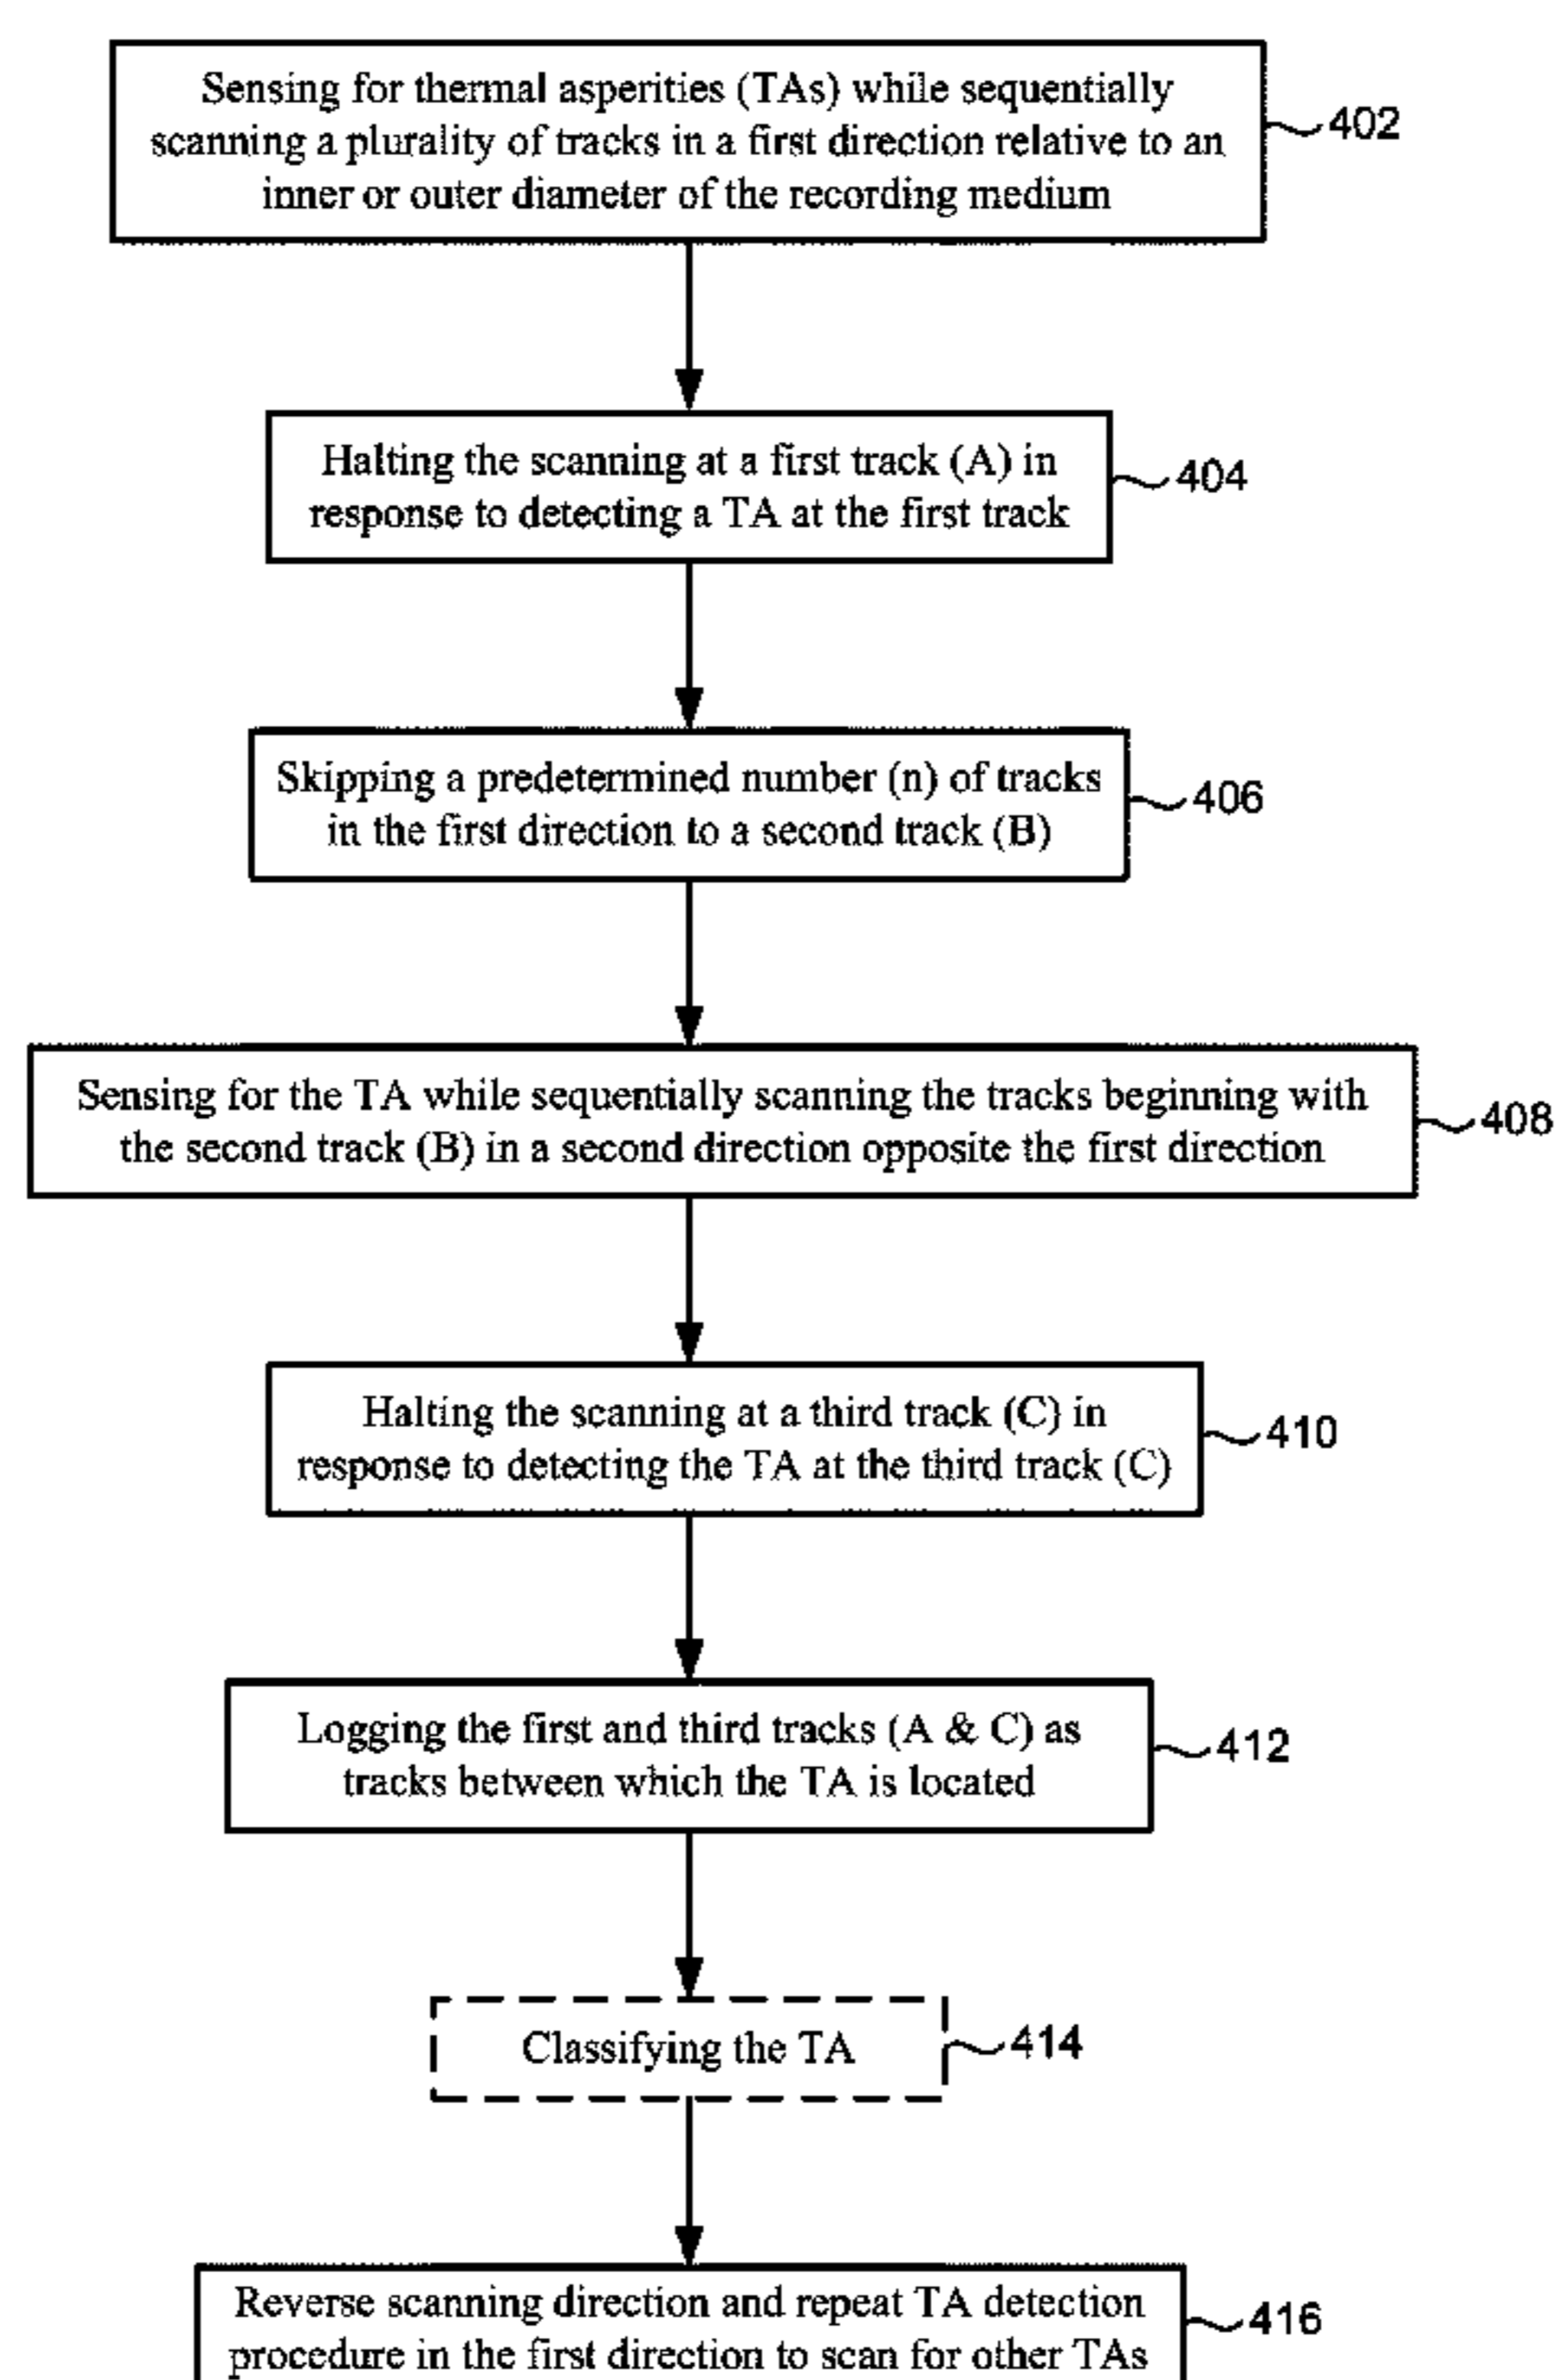 Sensing for thermal asperities (TAs) while sequentially
scanning a plurality of tracks in a first direction relative to an
inner or outer diameter of the recording medium
402
Halting the scanning at a first track (A) in
response to detecting a TA at the first track
404
Skipping a predetermined number (n) of tracks
in the first direction to a second track (B)
406
Sensing for the TA while sequentially scanning the tracks beginning with
the second track (B) in a second direction opposite the first direction
408
Halting the scanning at a third track (C) in
response to detecting the TA at the third track (C)
410
Logging the first and third tracks (A & C) as
tracks between which the TA is located
412
Classifying the TA
414
Reverse scanning direction and repeat TA detection
procedure in the first direction to scan for other TAs
416